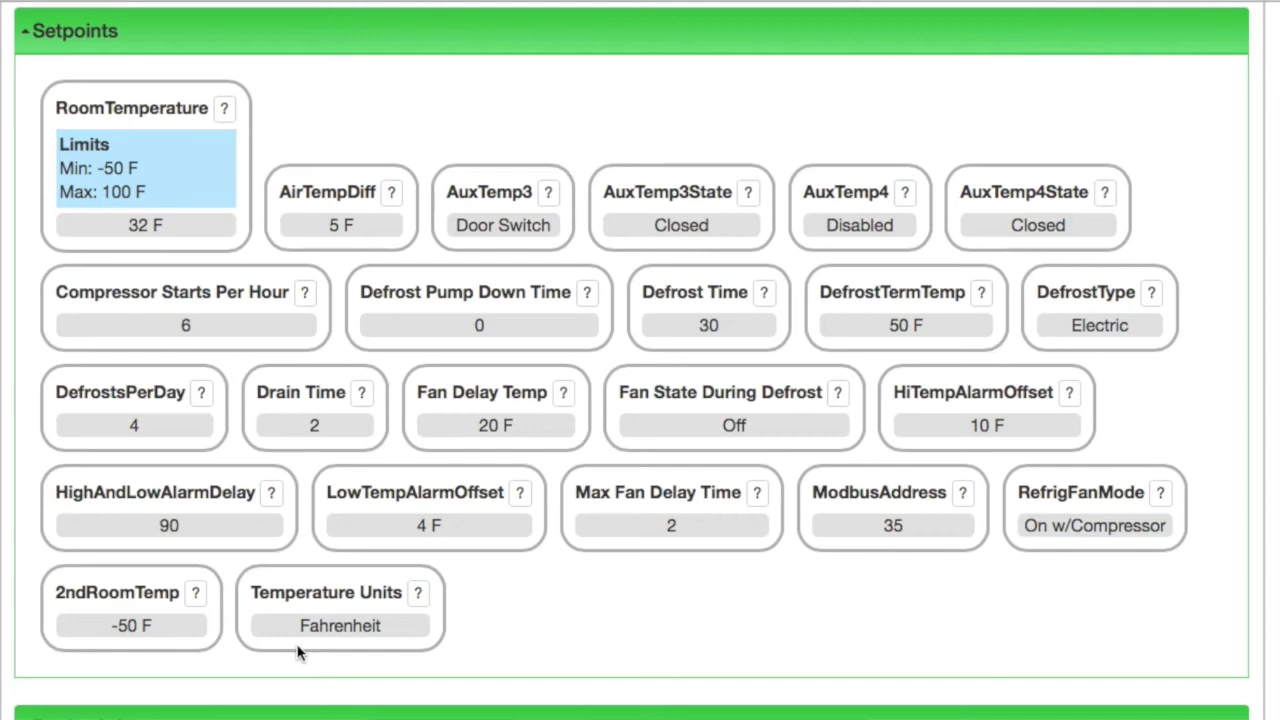 Setpoints
RoomTemperature ?
Limits
Min: -50 F
Max: 100 F
32 F
AirTempDiff ?
5 F
AuxTemp3 ?
Door Switch
AuxTemp3State ?
Closed
AuxTemp4 ?
Disabled
AuxTemp4State ?
Closed
Compressor Starts Per Hour ?
6
Defrost Pump Down Time ?
0
Defrost Time ?
30
DefrostTermTemp ?
50 F
DefrostType ?
Electric
DefrostsPerDay ?
4
Drain Time ?
2
Fan Delay Temp ?
20 F
Fan State During Defrost ?
Off
HiTempAlarmOffset ?
10 F
HighAndLowAlarmDelay ?
90
LowTempAlarmOffset ?
4 F
Max Fan Delay Time ?
2
ModbusAddress ?
35
RefrigFanMode ?
On w/Compressor
2ndRoomTemp ?
-50 F
Temperature Units ?
Fahrenheit